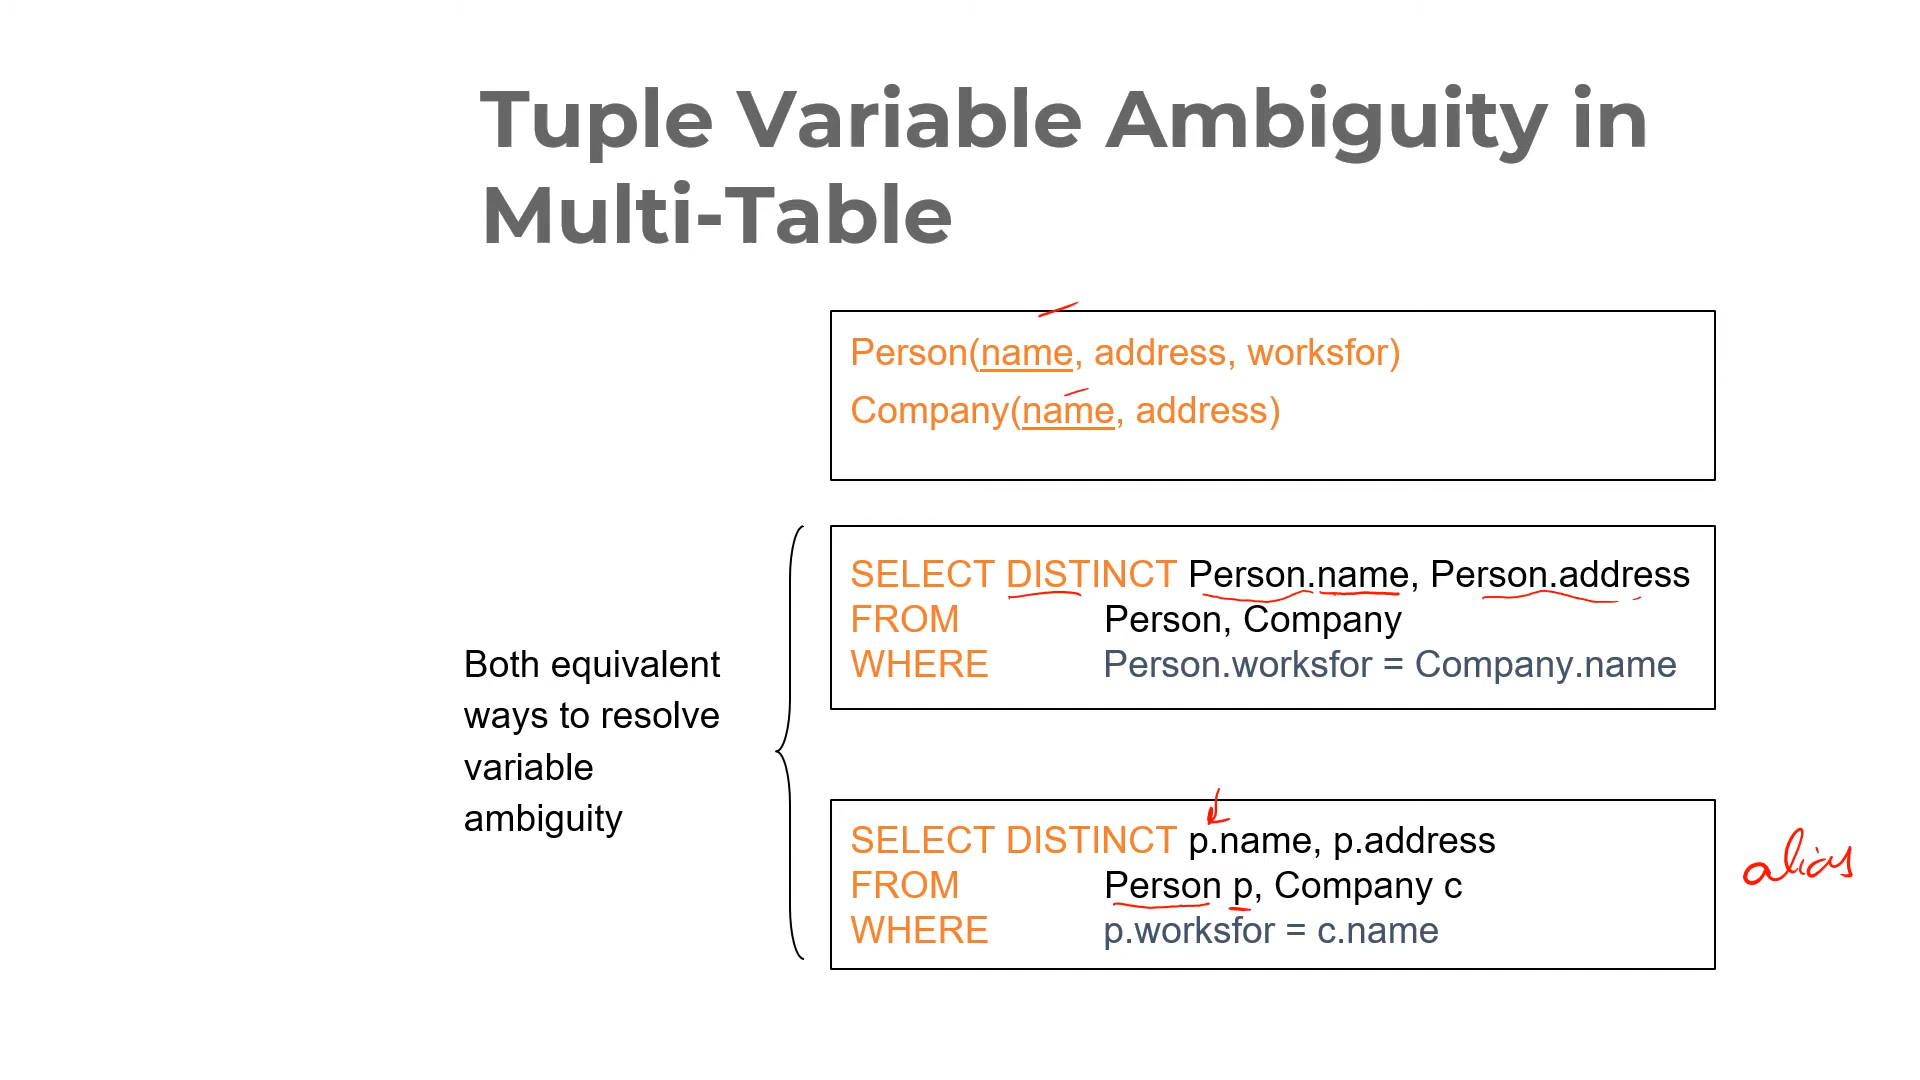 Tuple Variable Ambiguity in
Multi-Table
Person(name, address, worksfor)
Company(name, address)
Both equivalent
ways to resolve
variable
ambiguity
SELECT DISTINCT Person.name, Person.address
FROM Person, Company
WHERE Person.worksfor = Company.name
SELECT DISTINCT p.name, p.address
FROM Person p, Company c
WHERE p.worksfor = c.name
alias